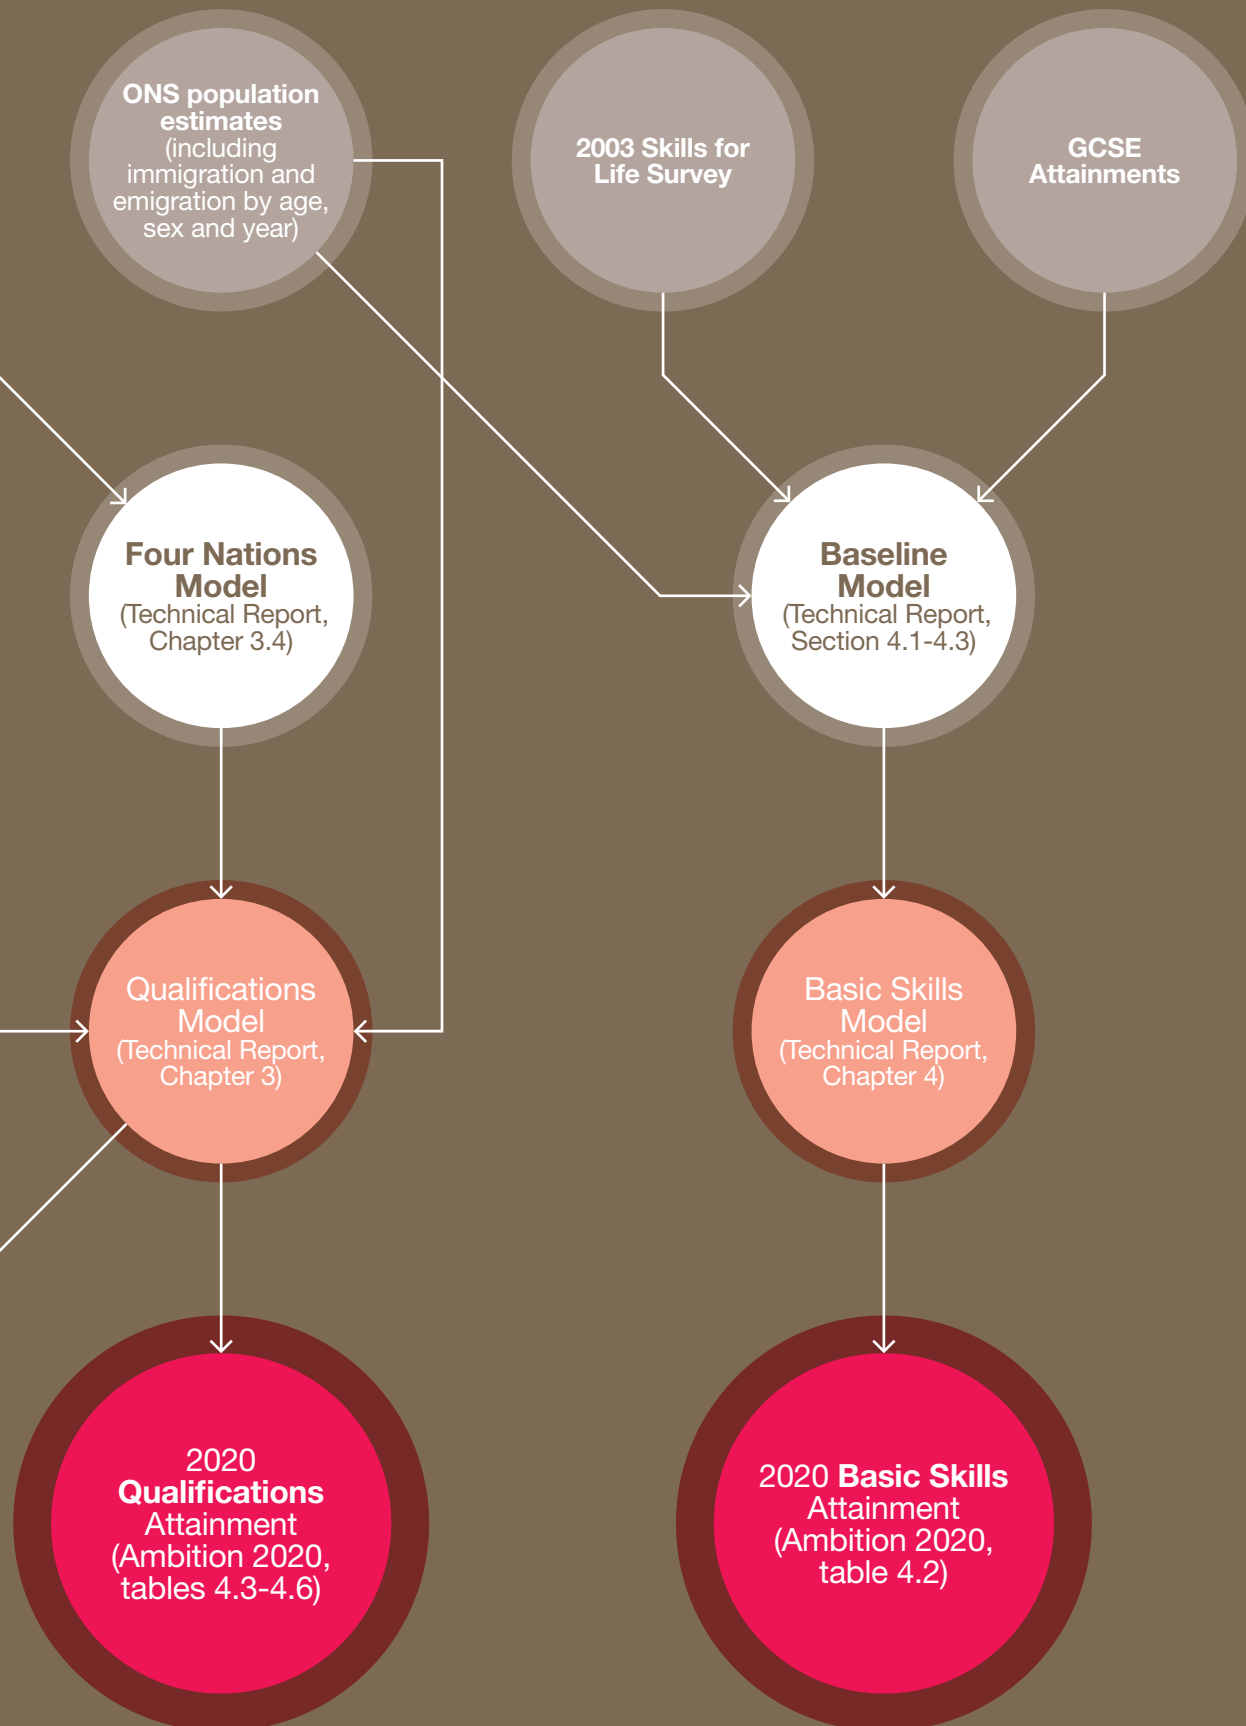 ONS population
estimates
(including
immigration and
emigration by age,
sex and year)
2003 Skills for
Life Survey
GCSE
Attainments
Four Nations
Model
(Technical Report,
Chapter 3.4)
Baseline
Model
(Technical Report,
Section 4.1-4.3)
Qualifications
Model
(Technical Report,
Chapter 3)
Basic Skills
Model
(Technical Report,
Chapter 4)
2020
Qualifications
Attainment
(Ambition 2020,
tables 4.3-4.6)
2020 Basic Skills
Attainment
(Ambition 2020,
table 4.2)